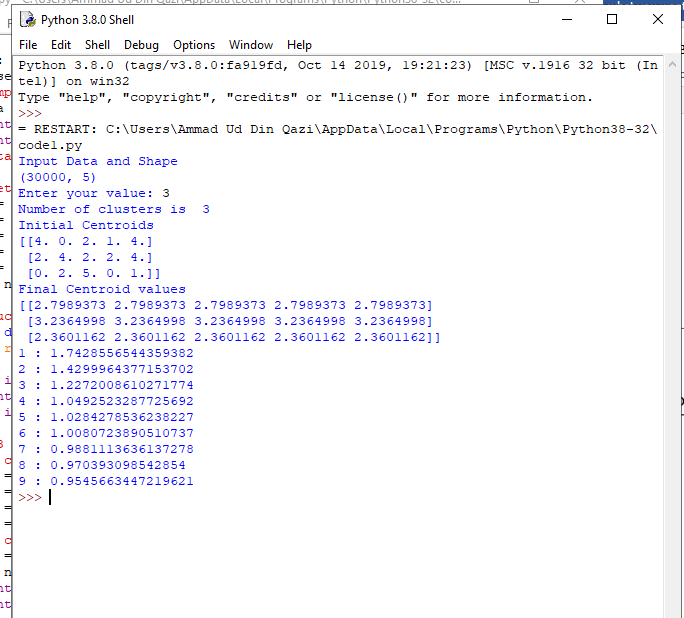 Python 3.8.0 Shell
File Edit Shell Debug Options Window Help
Python 3.8.0 (tags/v3.8.0:fa919fd, Oct 14 2019, 19:21:23) [MSC v.1916 32 bit (In
tel)] on win32
Type "help", "copyright", "credits" or "license()" for more information.
>>>
= RESTART: C:\Users\Ammad Ud Din Qazi\AppData\Local\Programs\Python\Python38-32\
code1.py
Input Data and Shape
(30000, 5)
Enter your value: 3
Number of clusters is  3
Initial Centroids
[[4. 0. 2. 1. 4.]
 [2. 4. 2. 2. 4.]
 [0. 2. 5. 0. 1.]]
Final Centroid values
[[2.7989373 2.7989373 2.7989373 2.7989373 2.7989373]
 [3.2364998 3.2364998 3.2364998 3.2364998 3.2364998]
 [2.3601162 2.3601162 2.3601162 2.3601162 2.3601162]]
1 : 1.7428556544359382
2 : 1.4299964377153702
3 : 1.2272008610271774
4 : 1.0492523287725692
5 : 1.0284278536238227
6 : 1.0080723890510737
7 : 0.9881113636137278
8 : 0.970393098542854
9 : 0.9545663447219621
>>>